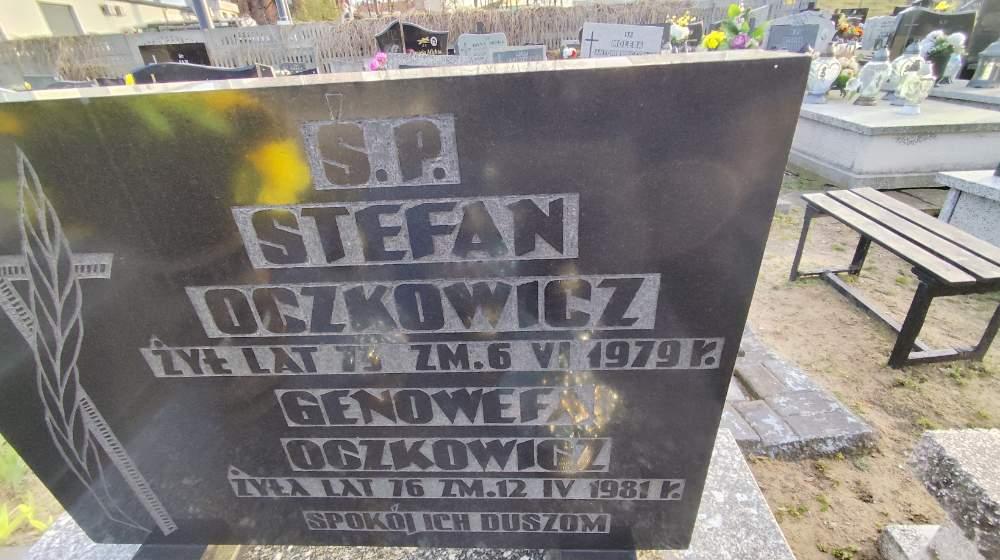 Ś.P.
STEFAN
OCZKOWICZ
ŻYŁ LAT ZM. 6 VI 1979 R.
GENOWEFA
OCZKOWICZ
ŻYŁA LAT 76 ZM. 12 IV 1981 R.
SPOKÓJ ICH DUSZOM
MOLĘDA